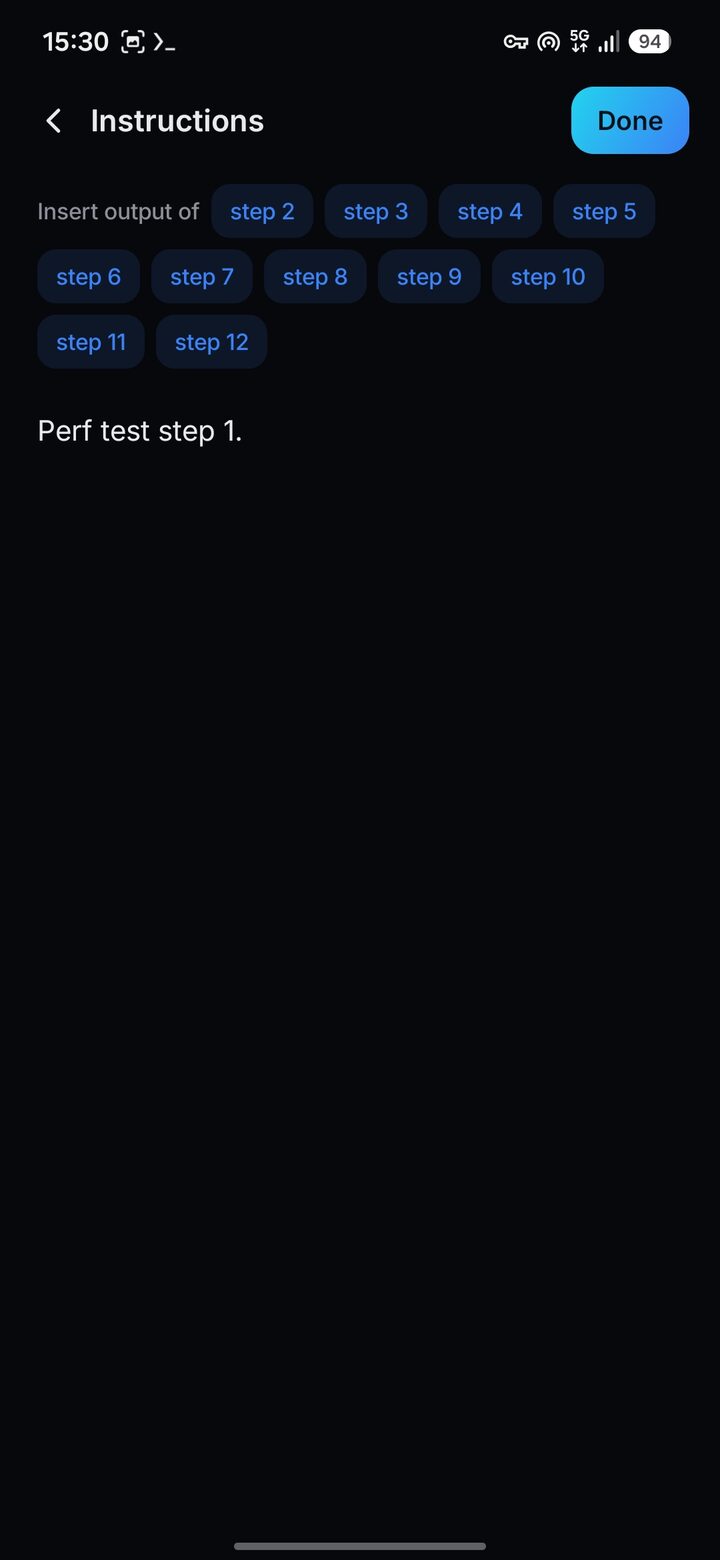 15:30
5G
94
Instructions
Done
Insert output of step 2 step 3 step 4 step 5
step 6 step 7 step 8 step 9 step 10
step 11 step 12
Perf test step 1.